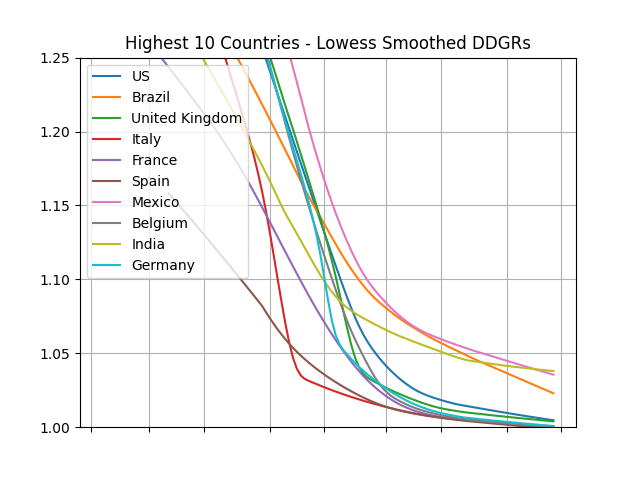 Highest 10 Countries - Lowess Smoothed DDGRs
1.25
1.20
1.15
1.10
1.05
1.00
US
Brazil
United Kingdom
Italy
France
Spain
Mexico
Belgium
India
Germany